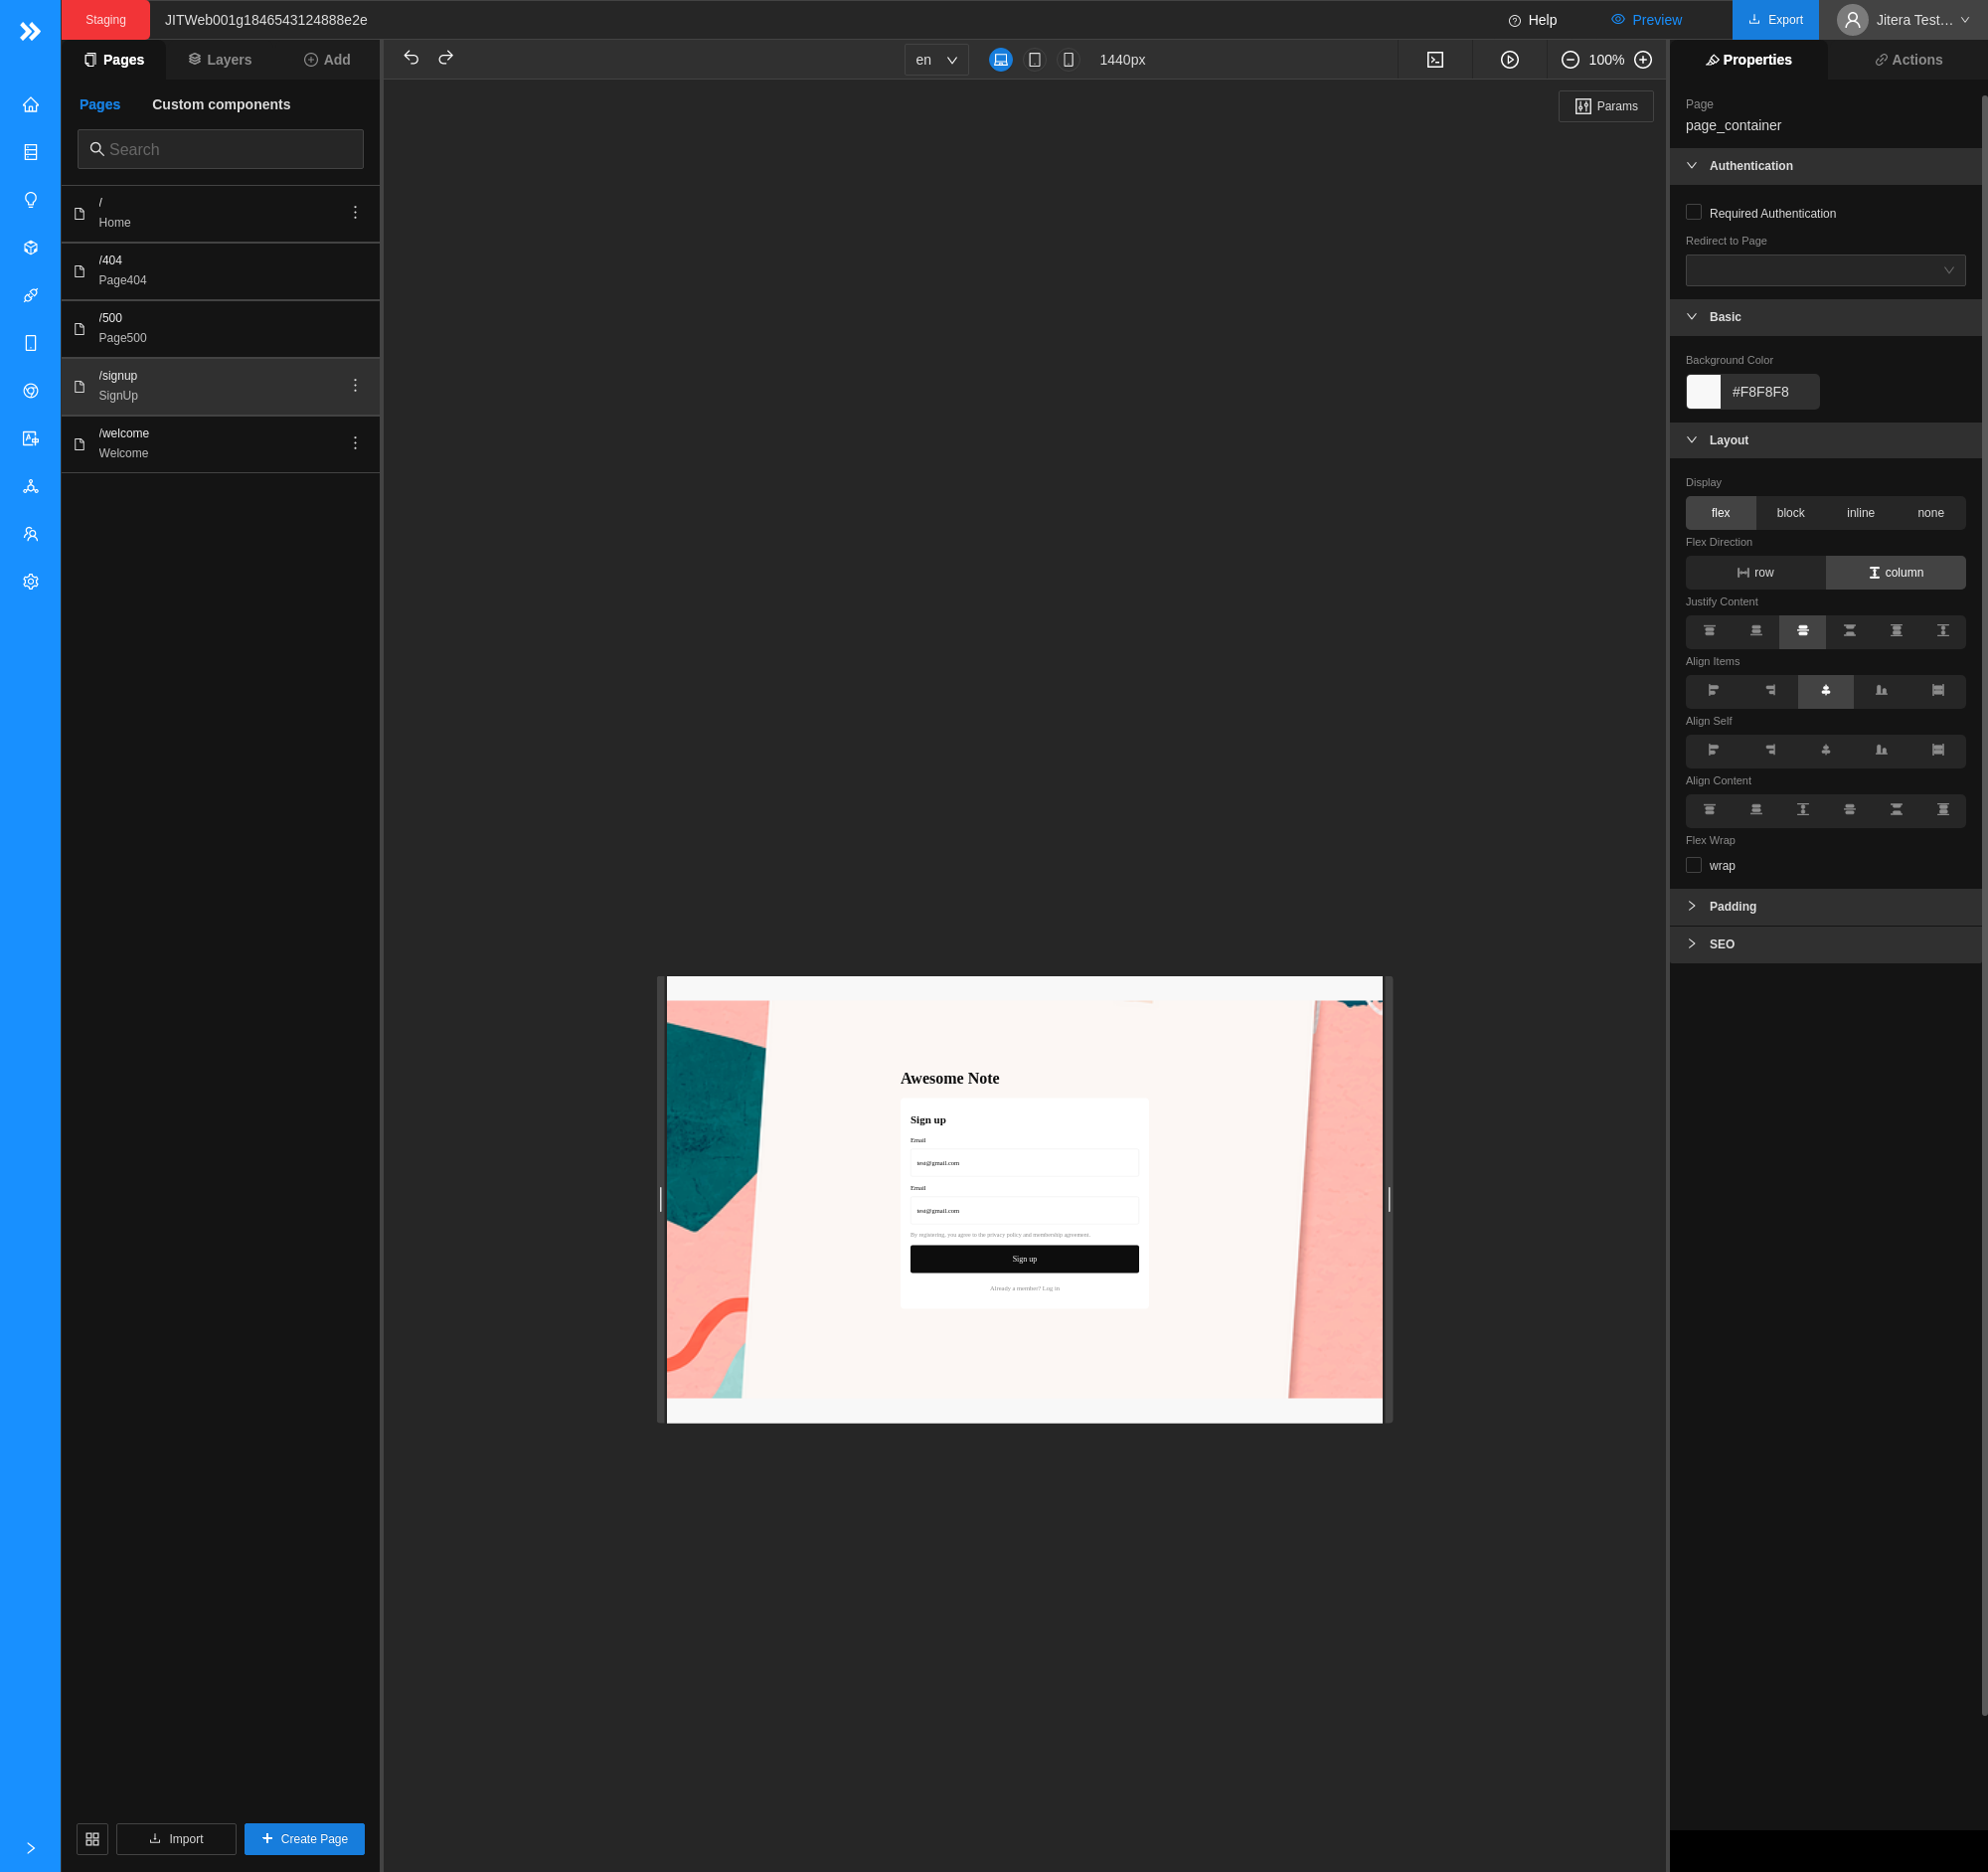 Staging
JITWeb001g1846543124888e2e
Help
Preview
Export
Jitera Test...
Pages
Layers
Add
en
1440px
100%
Properties
Actions
Pages
Custom components
Search
/
Home
/404
Page404
/500
Page500
/signup
SignUp
/welcome
Welcome
Import
Create Page
Params
Awesome Note
Sign up
Email
test@gmail.com
Email
test@gmail.com
By registering, you agree to the privacy policy and membership agreement.
Sign up
Already a member? Log in
Page
page_container
Authentication
Required Authentication
Redirect to Page
Basic
Background Color
#F8F8F8
Layout
Display
flex block inline none
Flex Direction
row column
Justify Content
Align Items
Align Self
Align Content
Flex Wrap
wrap
Padding
SEO